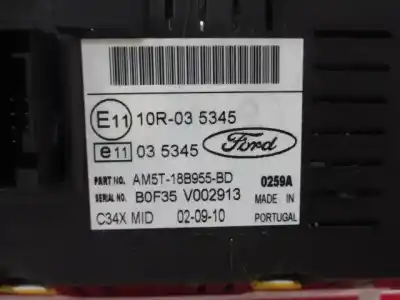 E11 10R-03 5345
e11 03 5345
Ford
PART NO. AM5T-18B955-BD 0259A
SERIAL NO. B0F35 V002913 MADE IN
C34X MID 02-09-10 PORTUGAL